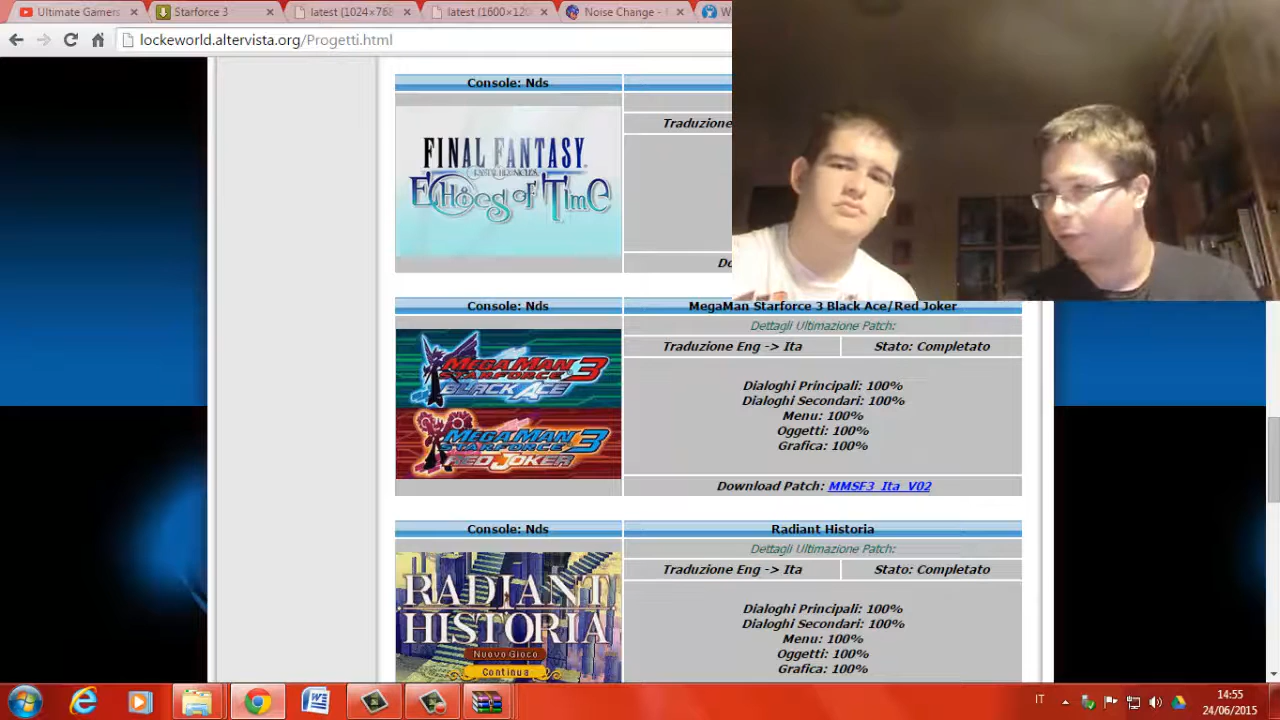 Ultimate Gamers
Starforce 3
latest (1024×768
latest (1600×120
Noise Change -
W
lockeworld.altervista.org/Progetti.html
Console: Nds
Traduzione
FINAL FANTASY
CRYSTAL CHRONICLES
Echoes of Time
Do
Console: Nds
MegaMan Starforce 3 Black Ace/Red Joker
Dettagli Ultimazione Patch:
Traduzione Eng -> Ita
Stato: Completato
MEGAMAN 3
STARFORCE
BLACK ACE
MEGAMAN 3
STARFORCE
RED JOKER
Dialoghi Principali: 100%
Dialoghi Secondari: 100%
Menu: 100%
Oggetti: 100%
Grafica: 100%
Download Patch: MMSF3_Ita_V02
Console: Nds
Radiant Historia
Dettagli Ultimazione Patch:
Traduzione Eng -> Ita
Stato: Completato
RADIANT
HISTORIA
Nuovo Gioco
Continua
Dialoghi Principali: 100%
Dialoghi Secondari: 100%
Menu: 100%
Oggetti: 100%
Grafica: 100%
IT
14:55
24/06/2015